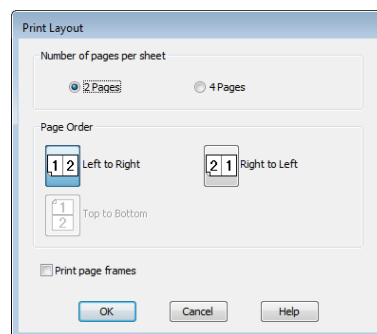 Print Layout
Number of pages per sheet
2 Pages
4 Pages
Page Order
1 2 Left to Right
2 1 Right to Left
1
2
Top to Bottom
Print page frames
OK
Cancel
Help